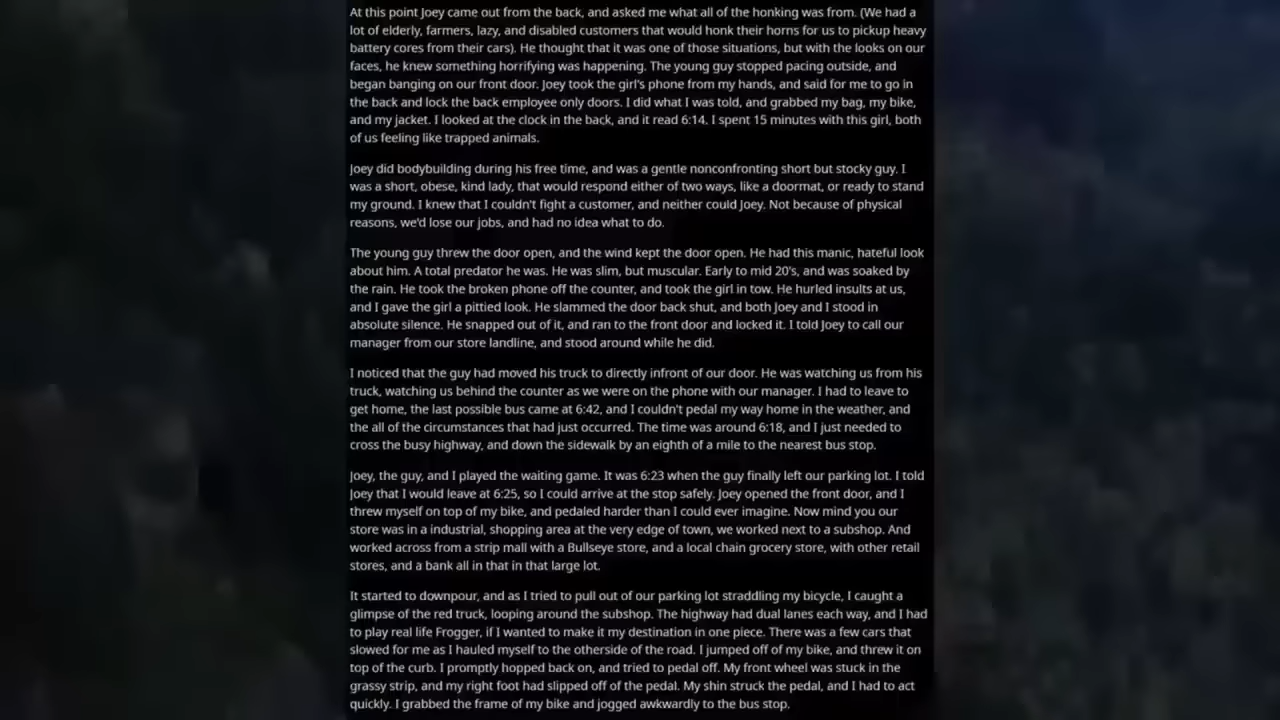 At this point Joey came out from the back, and asked me what all of the honking was from. (We had a
lot of elderly, farmers, lazy, and disabled customers that would honk their horns for us to pickup heavy
battery cores from their cars). He thought that it was one of those situations, but with the looks on our
faces, he knew something horrifying was happening. The young guy stopped pacing outside, and
began banging on our front door. Joey took the girl's phone from my hands, and said for me to go in
the back and lock the back employee only doors. I did what I was told, and grabbed my bag, my bike,
and my jacket. I looked at the clock in the back, and it read 6:14. I spent 15 minutes with this girl, both
of us feeling like trapped animals.
Joey did bodybuilding during his free time, and was a gentle nonconfronting short but stocky guy. I
was a short, obese, kind lady, that would respond either of two ways, like a doormat, or ready to stand
my ground. I knew that I couldn't fight a customer, and neither could Joey. Not because of physical
reasons, we'd lose our jobs, and had no idea what to do.
The young guy threw the door open, and the wind kept the door open. He had this manic, hateful look
about him. A total predator he was. He was slim, but muscular. Early to mid 20's, and was soaked by
the rain. He took the broken phone off the counter, and took the girl in tow. He hurled insults at us,
and I gave the girl a pittied look. He slammed the door back shut, and both Joey and I stood in
absolute silence. He snapped out of it, and ran to the front door and locked it. I told Joey to call our
manager from our store landline, and stood around while he did.
I noticed that the guy had moved his truck to directly infront of our door. He was watching us from his
truck, watching us behind the counter as we were on the phone with our manager. I had to leave to
get home, the last possible bus came at 6:42, and I couldn't pedal my way home in the weather, and
the all of the circumstances that had just occurred. The time was around 6:18, and I just needed to
cross the busy highway, and down the sidewalk by an eighth of a mile to the nearest bus stop.
Joey, the guy, and I played the waiting game. It was 6:23 when the guy finally left our parking lot. I told
Joey that I would leave at 6:25, so I could arrive at the stop safely. Joey opened the front door, and I
threw myself on top of my bike, and pedaled harder than I could ever imagine. Now mind you our
store was in a industrial, shopping area at the very edge of town, we worked next to a subshop. And
worked across from a strip mall with a Bullseye store, and a local chain grocery store, with other retail
stores, and a bank all in that in that large lot.
It started to downpour, and as I tried to pull out of our parking lot straddling my bicycle, I caught a
glimpse of the red truck, looping around the subshop. The highway had dual lanes each way, and I had
to play real life Frogger, if I wanted to make it my destination in one piece. There was a few cars that
slowed for me as I hauled myself to the otherside of the road. I jumped off of my bike, and threw it on
top of the curb. I promptly hopped back on, and tried to pedal off. My front wheel was stuck in the
grassy strip, and my right foot had slipped off of the pedal. My shin struck the pedal, and I had to act
quickly. I grabbed the frame of my bike and jogged awkwardly to the bus stop.